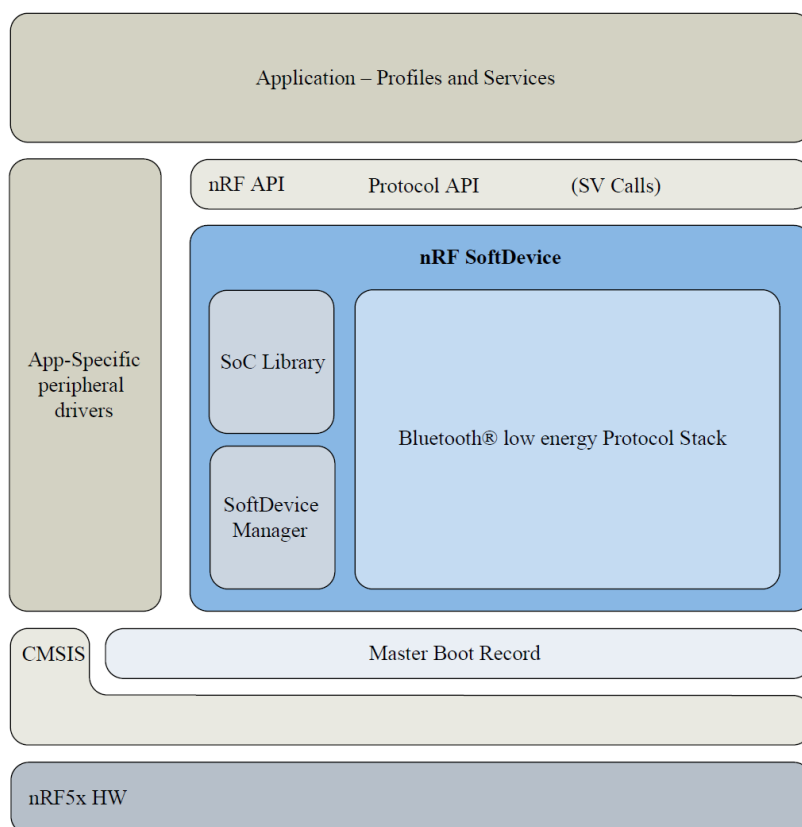 Application – Profiles and Services
nRF API Protocol API (SV Calls)
nRF SoftDevice
App-Specific
peripheral
drivers
SoC Library
Bluetooth® low energy Protocol Stack
SoftDevice
Manager
CMSIS
Master Boot Record
nRF5x HW